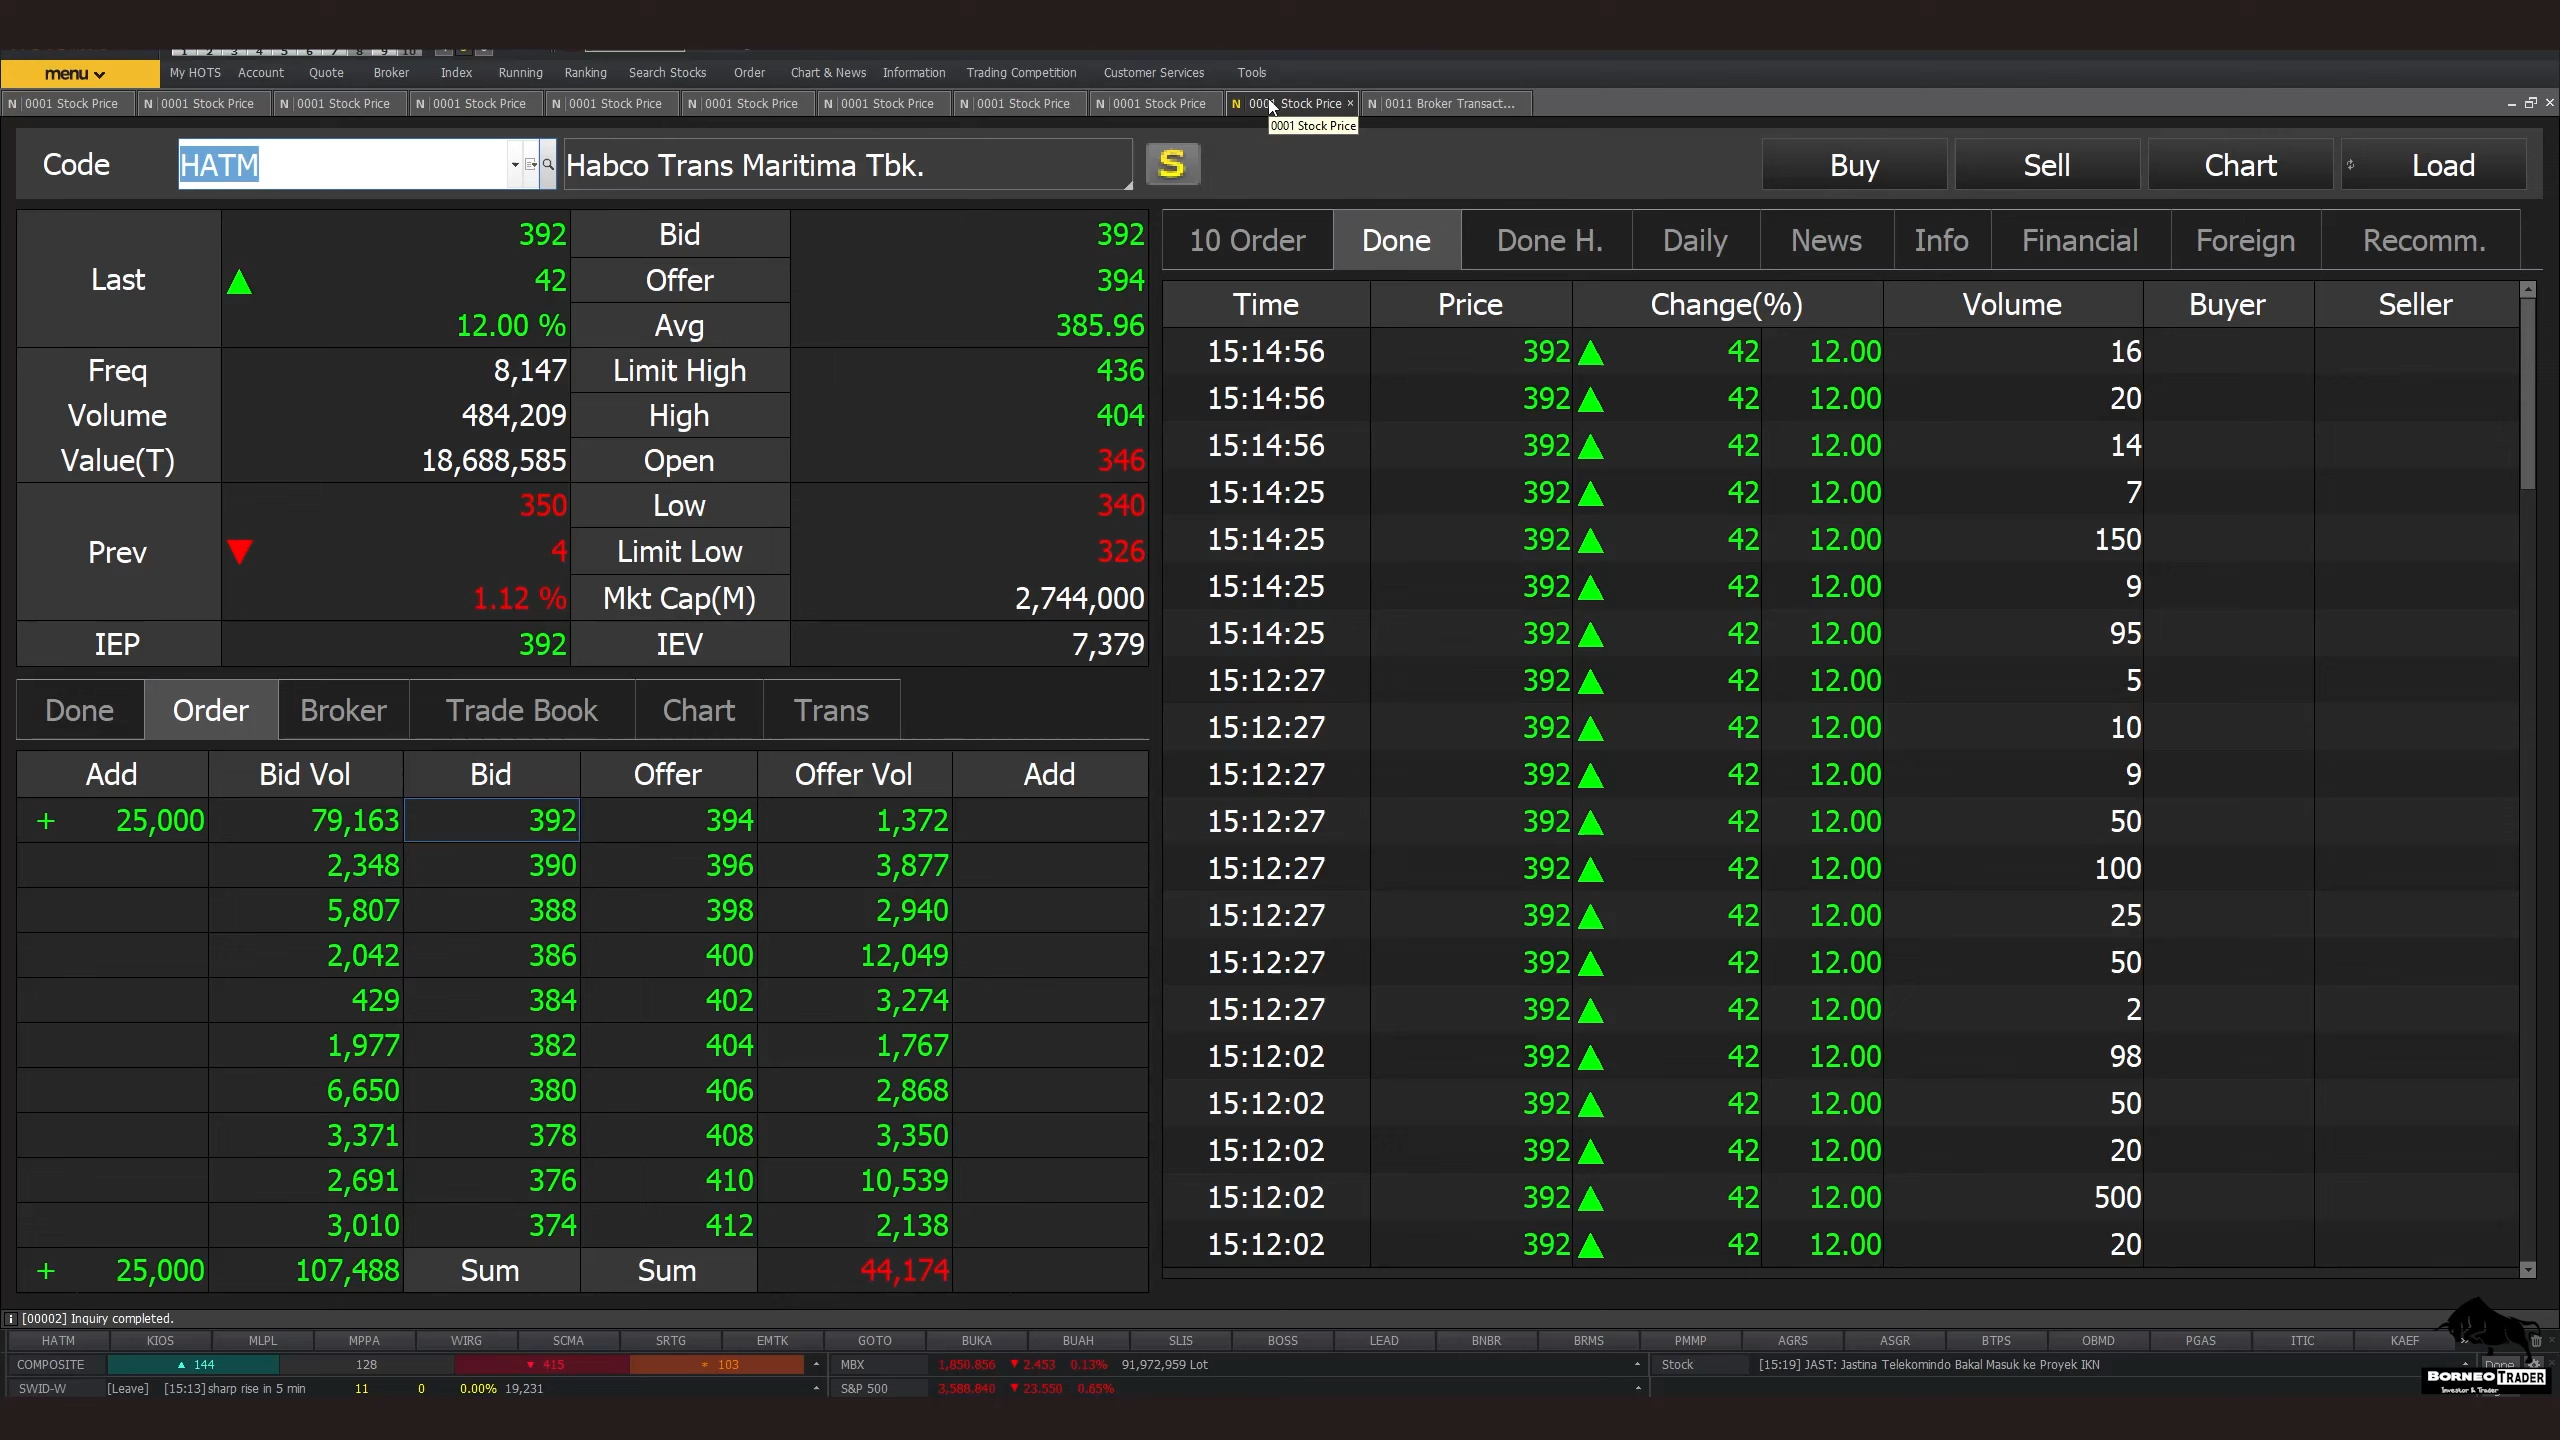 1 2 3 4 5 6 7 8 9 10
menu My HOTS Account Quote Broker Index Running Ranking Search Stocks Order Chart & News Information Trading Competition Customer Services Tools
N 0001 Stock Price N 0001 Stock Price N 0001 Stock Price N 0001 Stock Price N 0001 Stock Price N 0001 Stock Price N 0001 Stock Price N 0001 Stock Price N 0001 Stock Price N 0001 Stock Price × N 0011 Broker Transact...
0001 Stock Price
Code HATM Habco Trans Maritima Tbk. S Buy Sell Chart Load
Last ▲ 392 42 12.00 %
Bid 392
Offer 394
Avg 385.96
Freq 8,147 Limit High 436
Volume 484,209 High 404
Value(T) 18,688,585 Open 346
Prev ▼ 350 4 1.12 %
Low 340
Limit Low 326
Mkt Cap(M) 2,744,000
IEP 392 IEV 7,379
Done Order Broker Trade Book Chart Trans
Add Bid Vol Bid Offer Offer Vol Add
+ 25,000 79,163 392 394 1,372
2,348 390 396 3,877
5,807 388 398 2,940
2,042 386 400 12,049
429 384 402 3,274
1,977 382 404 1,767
6,650 380 406 2,868
3,371 378 408 3,350
2,691 376 410 10,539
3,010 374 412 2,138
+ 25,000 107,488 Sum Sum 44,174
10 Order Done Done H. Daily News Info Financial Foreign Recomm.
Time Price Change(%) Volume Buyer Seller
15:14:56 392 ▲ 42 12.00 16
15:14:56 392 ▲ 42 12.00 20
15:14:56 392 ▲ 42 12.00 14
15:14:25 392 ▲ 42 12.00 7
15:14:25 392 ▲ 42 12.00 150
15:14:25 392 ▲ 42 12.00 9
15:14:25 392 ▲ 42 12.00 95
15:12:27 392 ▲ 42 12.00 5
15:12:27 392 ▲ 42 12.00 10
15:12:27 392 ▲ 42 12.00 9
15:12:27 392 ▲ 42 12.00 50
15:12:27 392 ▲ 42 12.00 100
15:12:27 392 ▲ 42 12.00 25
15:12:27 392 ▲ 42 12.00 50
15:12:27 392 ▲ 42 12.00 2
15:12:02 392 ▲ 42 12.00 98
15:12:02 392 ▲ 42 12.00 50
15:12:02 392 ▲ 42 12.00 20
15:12:02 392 ▲ 42 12.00 500
15:12:02 392 ▲ 42 12.00 20
i [00002] Inquiry completed.
HATM KIOS MLPL MPPA WIRG SCMA SRTG EMTK GOTO BUKA BUAH SLIS BOSS LEAD BNBR BRMS PMMP AGRS ASGR BTPS OBMD PGAS ITIC KAEF
COMPOSITE ▲ 144 128 ▼ 415 * 103 MBX 1,850.856 ▼ 2.453 0.13% 91,972,959 Lot Stock [15:19] JAST: Jastina Telekomindo Bakal Masuk ke Proyek IKN Done
SWID-W [Leave] [15:13]sharp rise in 5 min 11 0 0.00% 19,231 S&P 500 3,588.840 ▼ 23.550 0.65%
BORNEO TRADER
Investor & Trader